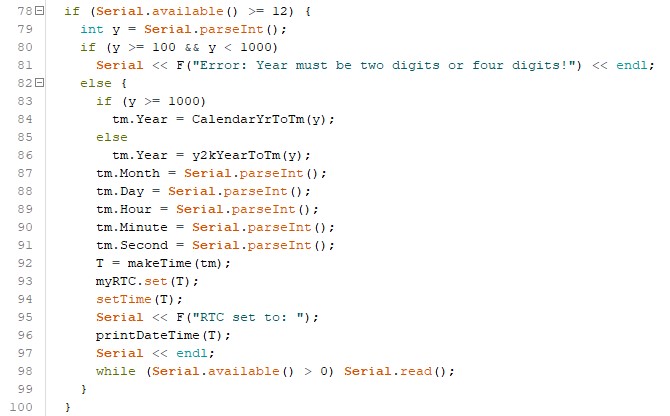 78 if (Serial.available() >= 12) {
79 int y = Serial.parseInt();
80 if (y >= 100 && y < 1000)
81 Serial << F("Error: Year must be two digits or four digits!") << endl;
82 else {
83 if (y >= 1000)
84 tm.Year = CalendarYrToTm(y);
85 else
86 tm.Year = y2kYearToTm(y);
87 tm.Month = Serial.parseInt();
88 tm.Day = Serial.parseInt();
89 tm.Hour = Serial.parseInt();
90 tm.Minute = Serial.parseInt();
91 tm.Second = Serial.parseInt();
92 T = makeTime(tm);
93 myRTC.set(T);
94 setTime(T);
95 Serial << F("RTC set to: ");
96 printDateTime(T);
97 Serial << endl;
98 while (Serial.available() > 0) Serial.read();
99 }
100 }